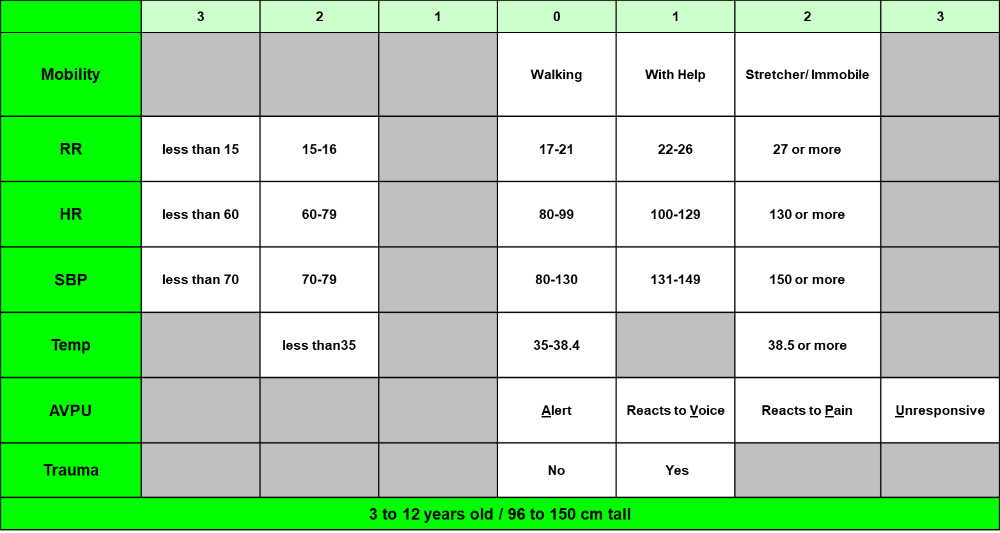 3 2 1 0 1 2 3
Mobility Walking With Help Stretcher/ Immobile
RR less than 15 15-16 17-21 22-26 27 or more
HR less than 60 60-79 80-99 100-129 130 or more
SBP less than 70 70-79 80-130 131-149 150 or more
Temp less than35 35-38.4 38.5 or more
AVPU Alert Reacts to Voice Reacts to Pain Unresponsive
Trauma No Yes
3 to 12 years old / 96 to 150 cm tall